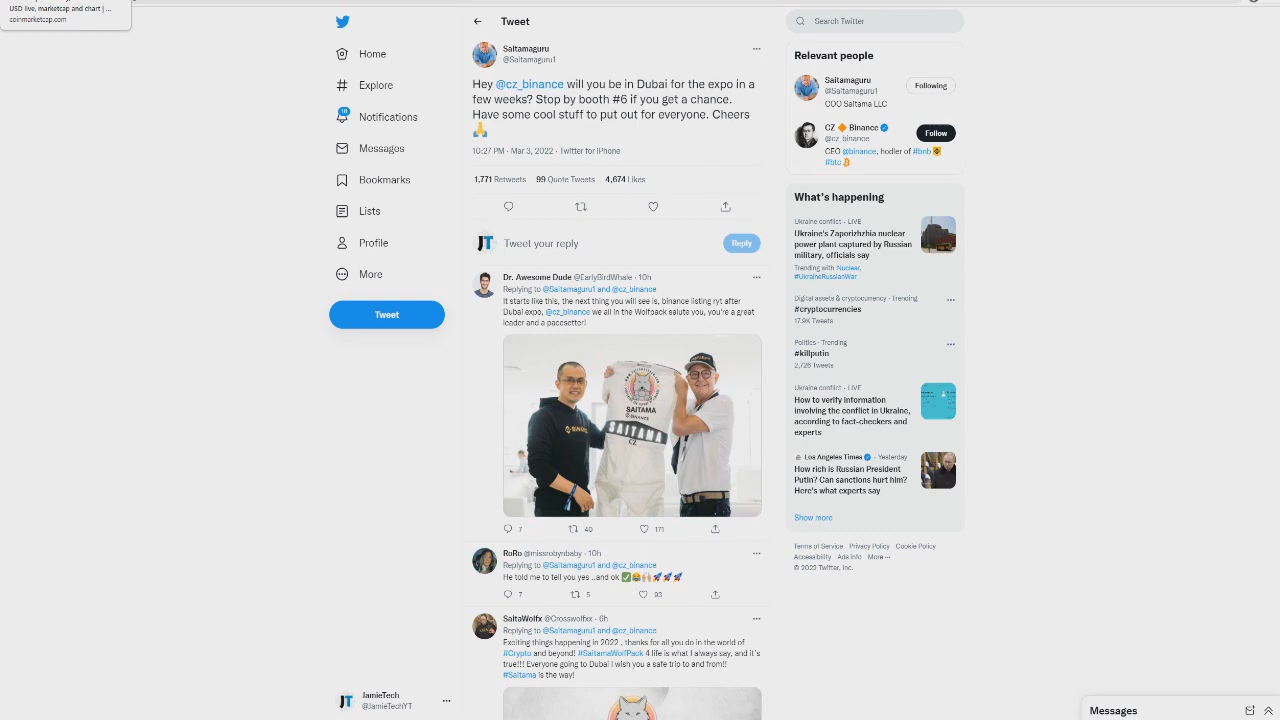 USD live, marketcap and chart | ...
coinmarketcap.com
Home
Explore
18
Notifications
Messages
Bookmarks
Lists
Profile
More
Tweet
JamieTech
@JamieTechYT
Tweet
Saitamaguru
@Saitamaguru1
Hey @cz_binance will you be in Dubai for the expo in a
few weeks? Stop by booth #6 if you get a chance.
Have some cool stuff to put out for everyone. Cheers
🙏
10:27 PM · Mar 3, 2022 · Twitter for iPhone
1,771 Retweets 99 Quote Tweets 4,674 Likes
JT Tweet your reply
Reply
Dr. Awesome Dude @EarlyBirdWhale · 10h
Replying to @Saitamaguru1 and @cz_binance
It starts like this, the next thing you will see is, binance listing ryt after
Dubai expo, @cz_binance we all in the Wolfpack salute you, you're a great
leader and a pacesetter!
SAITAMA
BINANCE
SAITAMA
CZ
7 40 171
RoRo @missrobynbaby · 10h
Replying to @Saitamaguru1 and @cz_binance
He told me to tell you yes ..and ok ✅😂🙌🏻🚀🚀🚀
7 5 93
SaitaWolfx @Crosswolfxx · 6h
Replying to @Saitamaguru1 and @cz_binance
Exciting things happening in 2022 , thanks for all you do in the world of
#Crypto and beyond! #SaitamaWolfPack 4 life is what I always say, and it's
true!!! Everyone going to Dubai I wish you a safe trip to and from!!
#Saitama is the way!
Search Twitter
Relevant people
Saitamaguru
@Saitamaguru1
COO Saitama LLC
Following
CZ 🔶 Binance
@cz_binance
Follow
CEO @binance, hodler of #bnb
#btc
What's happening
Ukraine conflict · LIVE
Ukraine's Zaporizhzhia nuclear
power plant captured by Russian
military, officials say
Trending with Nuclear,
#UkraineRussianWar
Digital assets & cryptocurrency · Trending
#cryptocurrencies
17.9K Tweets
Politics · Trending
#killputin
2,726 Tweets
Ukraine conflict · LIVE
How to verify information
involving the conflict in Ukraine,
according to fact-checkers and
experts
Los Angeles Times · Yesterday
How rich is Russian President
Putin? Can sanctions hurt him?
Here's what experts say
Show more
Terms of Service Privacy Policy Cookie Policy
Accessibility Ads info More ···
© 2022 Twitter, Inc.
Messages